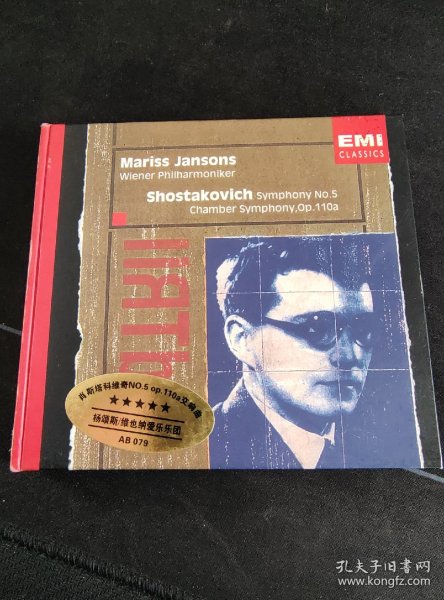 EMI
CLASSICS
Mariss Jansons
Wiener Philharmoniker
Shostakovich Symphony No.5
Chamber Symphony,Op.110a
肖斯塔科维奇NO.5 op.110a交响曲
★★★★★
杨颂斯/维也纳爱乐乐团
AB 079
孔夫子旧书网
www.kongfz.com